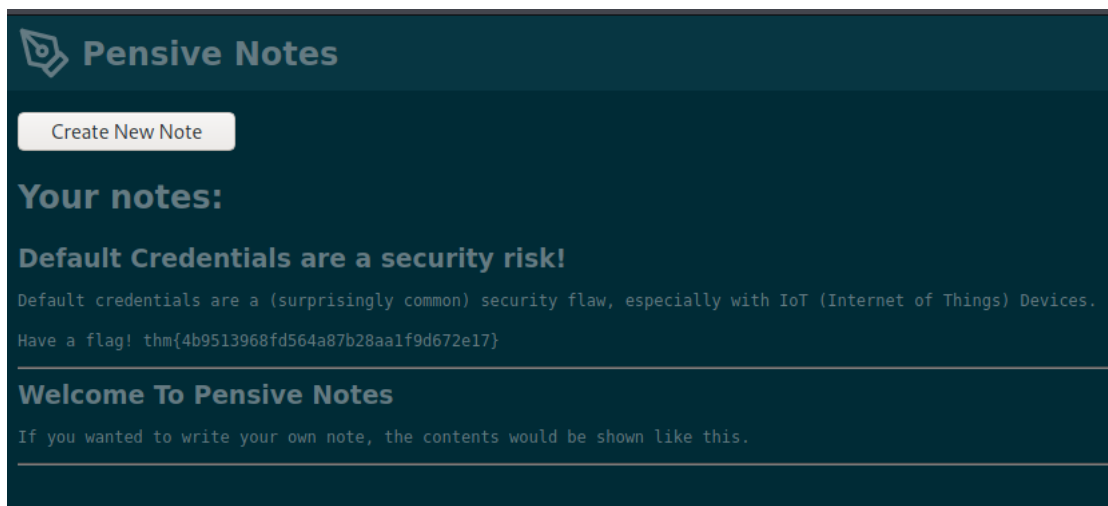 Pensive Notes
Create New Note
Your notes:
Default Credentials are a security risk!
Default credentials are a (surprisingly common) security flaw, especially with IoT (Internet of Things) Devices.
Have a flag! thm{4b9513968fd564a87b28aa1f9d672e17}
Welcome To Pensive Notes
If you wanted to write your own note, the contents would be shown like this.